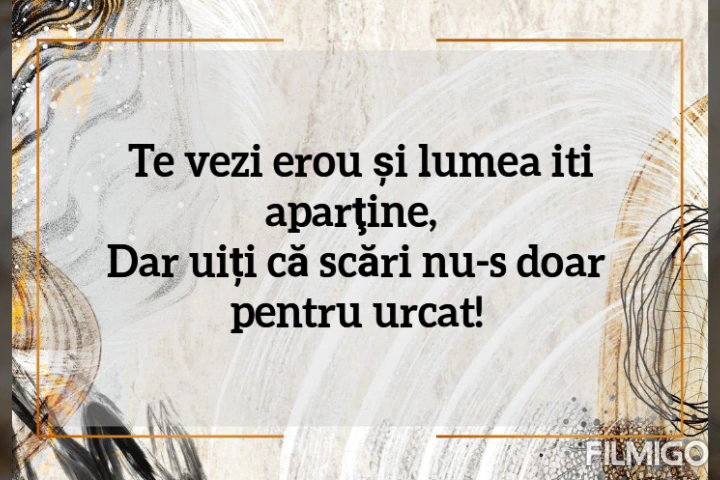 Te vezi erou și lumea iti
aparţine,
Dar uiți că scări nu-s doar
pentru urcat!
FILMIGO